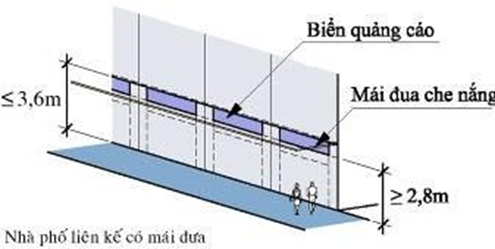 Biển quảng cáo
≤ 3,6m
Mái đua che nắng
≥ 2,8m
Nhà phố liên kế có mái đưa